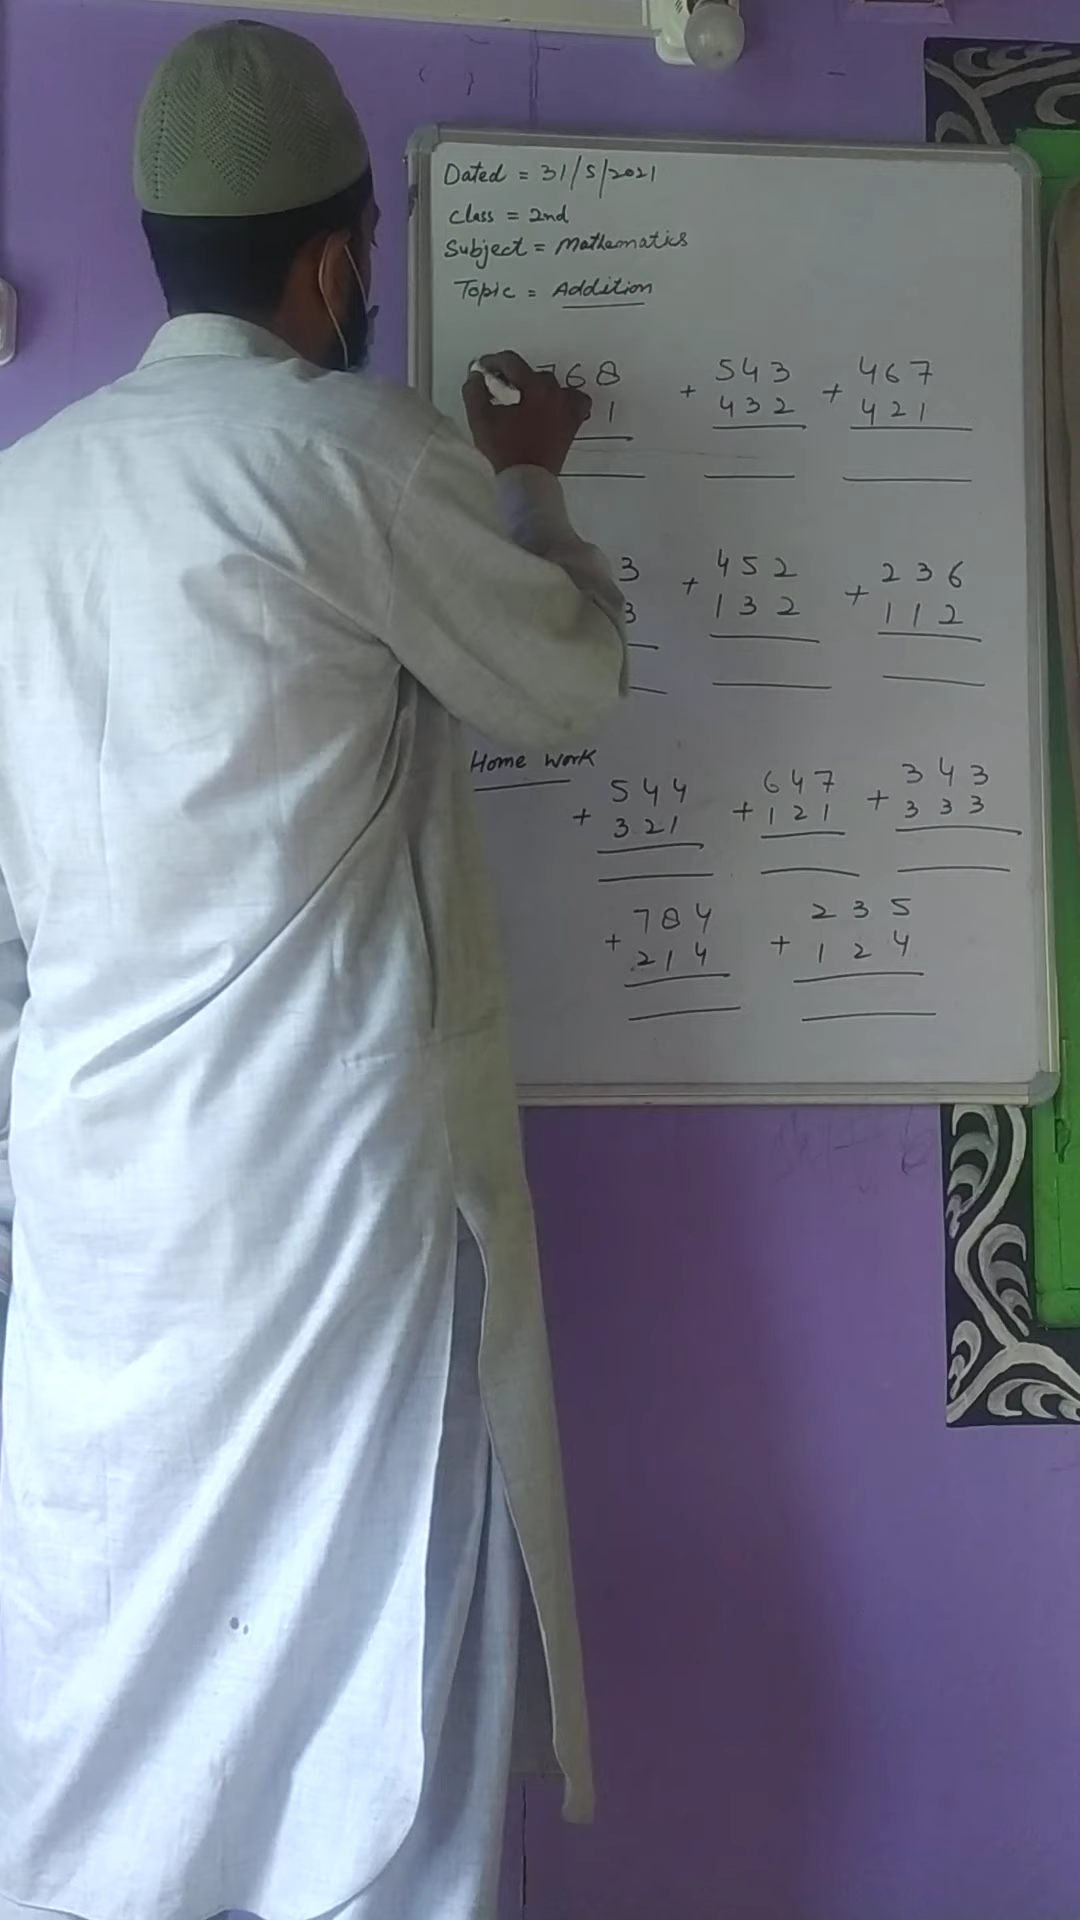 Dated = 31/5/2021
Class = 2nd
Subject = Mathematics
Topic = Addition
768 + 543 + 467
1 432 421
3 + 452 + 236
3 132 112
Home Work
544 647 343
+ 321 + 121 + 333
784 235
+ 214 + 124